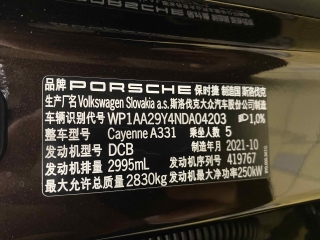 品牌 PORSCHE 保时捷 制造国 斯洛伐克
生产厂名 Volkswagen Slovakia a.s. 斯洛伐克大众汽车股份公司制造
车辆识别代号 WP1AA29Y4NDA04203 1,0%
整车型号 Cayenne A331 乘坐人数 5
发动机型号 DCB 制造年月 2021-10
发动机排量 2995mL 发动机序列号 419767
最大允许总质量 2830kg 发动机最大净功率 250kW